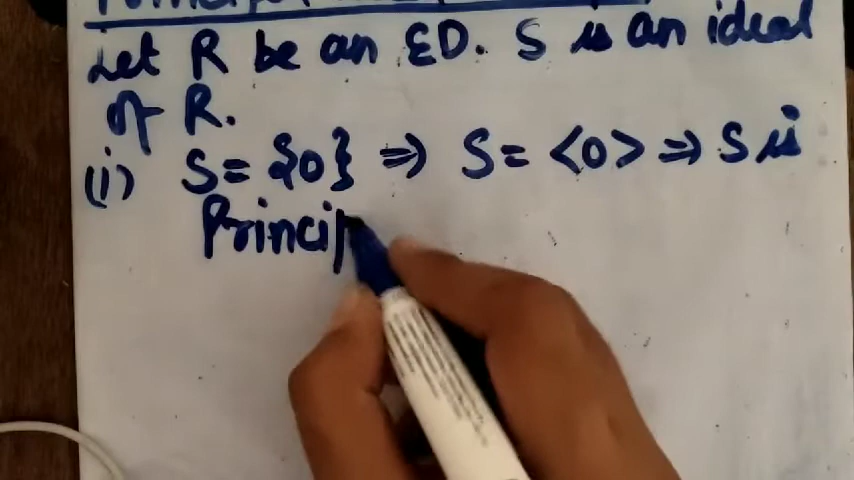 Let R be an ED. S is an ideal
of R.
(i) S = {0} ⇒ S = <0> ⇒ S is
Princip